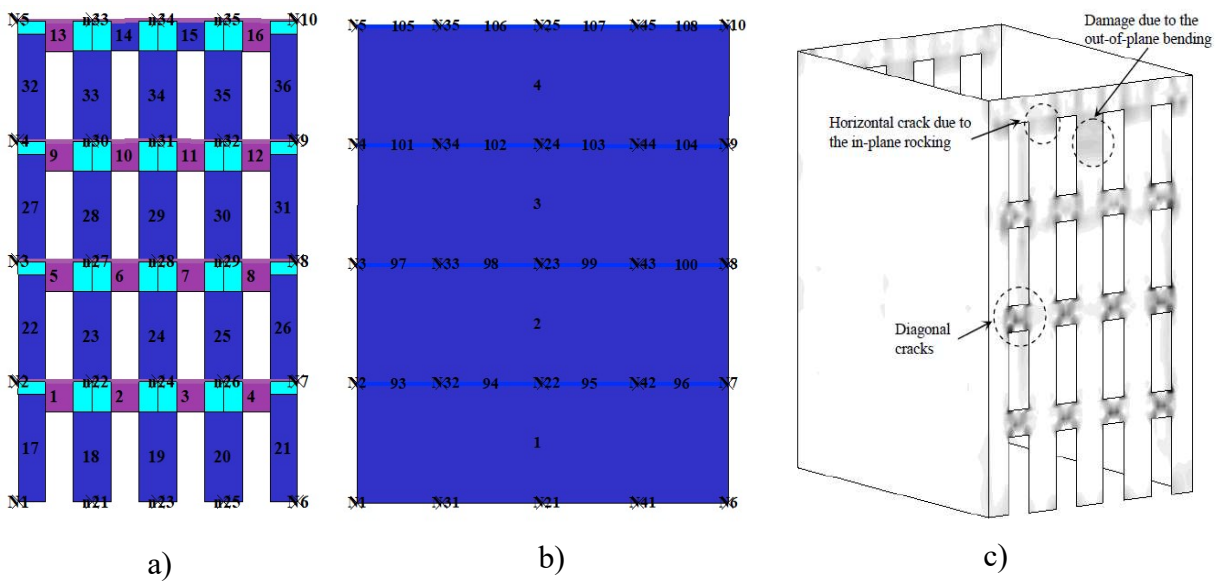 N5 n33 n34 n35 N10
13 14 15 16
32 33 34 35 36
N4 n30 n31 n32 N9
9 10 11 12
27 28 29 30 31
N3 n27 n28 n29 N8
5 6 7 8
22 23 24 25 26
N2 n22 n24 n26 N7
1 2 3 4
17 18 19 20 21
N1 n21 n23 n25 N6
a)
N5 105 N35 106 N25 107 N45 108 N10
4
N4 101 N34 102 N24 103 N44 104 N9
3
N3 97 N33 98 N23 99 N43 100 N8
2
N2 93 N32 94 N22 95 N42 96 N7
1
N1 N31 N21 N41 N6
b)
Damage due to the
out-of-plane bending
Horizontal crack due to
the in-plane rocking
Diagonal
cracks
c)